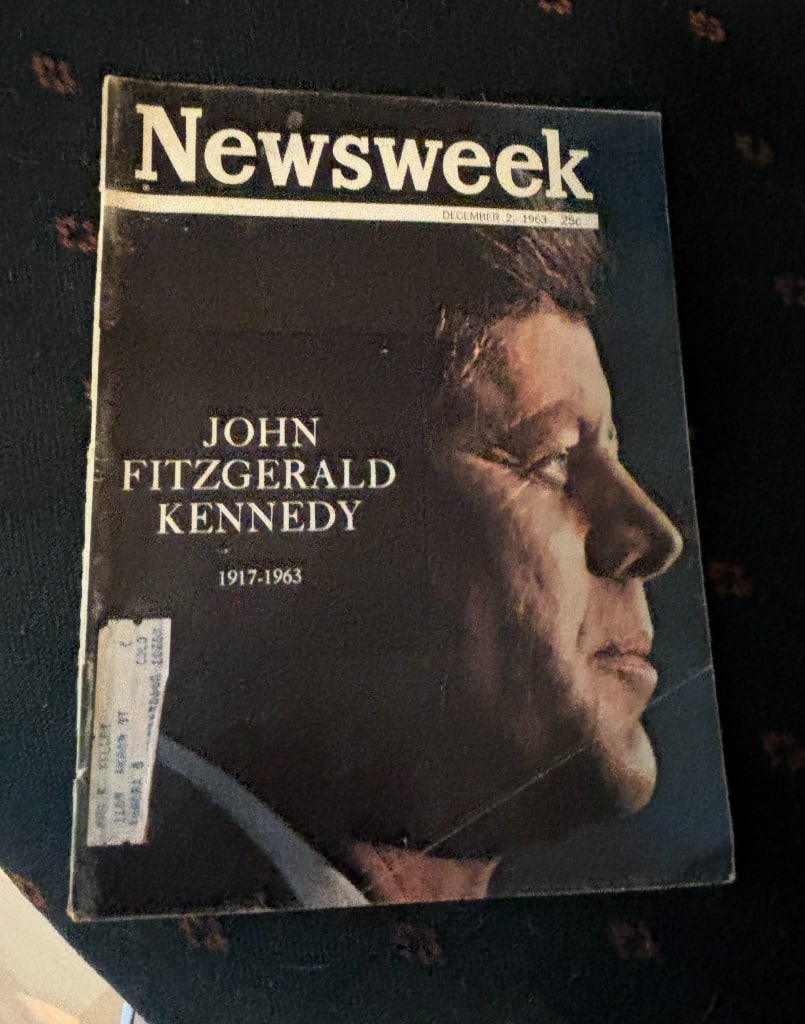 Newsweek
DECEMBER 2, 1963 25c
JOHN
FITZGERALD
KENNEDY
1917-1963